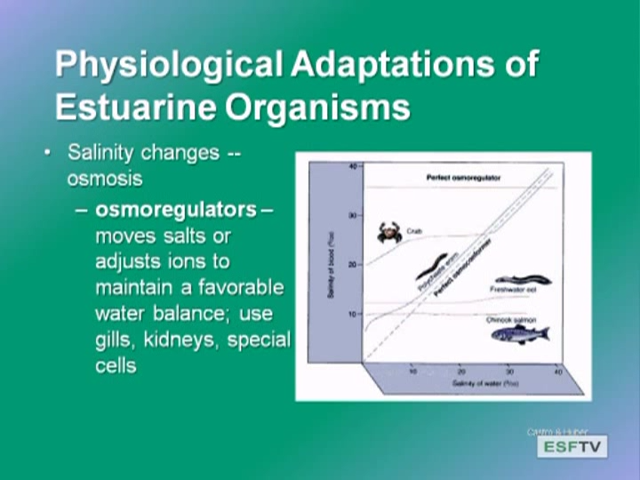 Physiological Adaptations of
Estuarine Organisms
• Salinity changes --
osmosis
– osmoregulators –
moves salts or
adjusts ions to
maintain a favorable
water balance; use
gills, kidneys, special
cells
40
Perfect osmoregulator
30
Crab
Salinity of blood (‰)
20
Polychaete worm
Perfect osmoconformer
Freshwater eel
10
Chinook salmon
10 20 30 40
Salinity of water (‰)
Castro & Huber
ESFTV